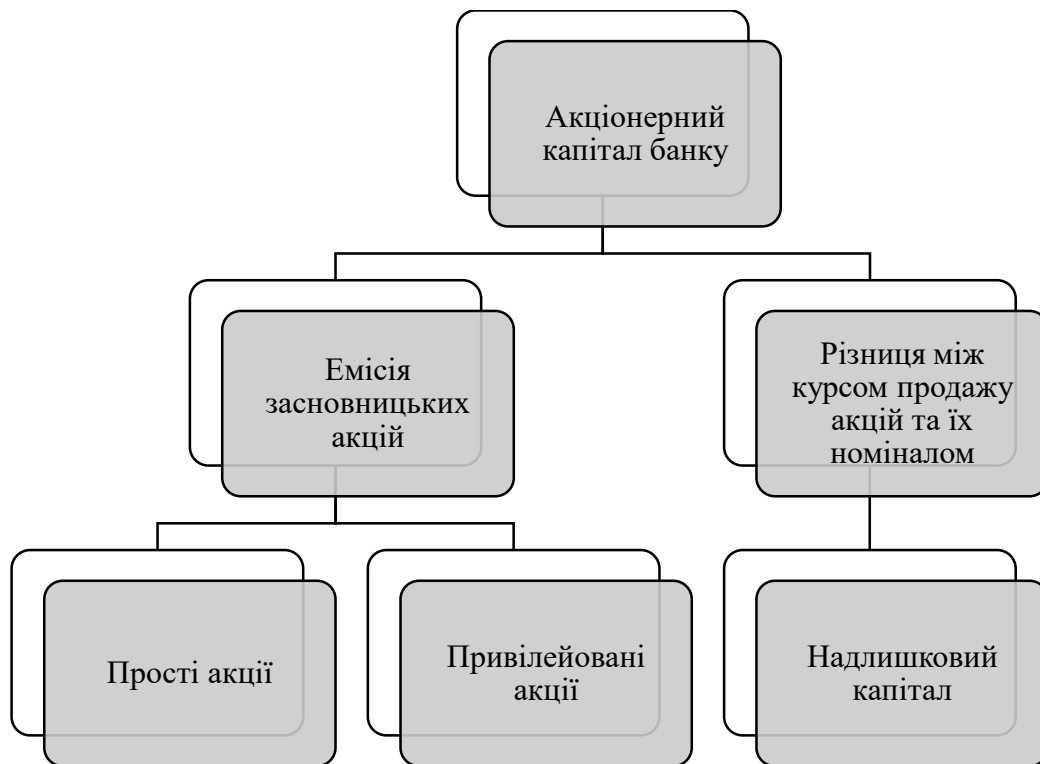 Акціонерний
капітал банку
Емісія
засновницьких
акцій
Різниця між
курсом продажу
акцій та їх
номіналом
Прості акції
Привілейовані
акції
Надлишковий
капітал